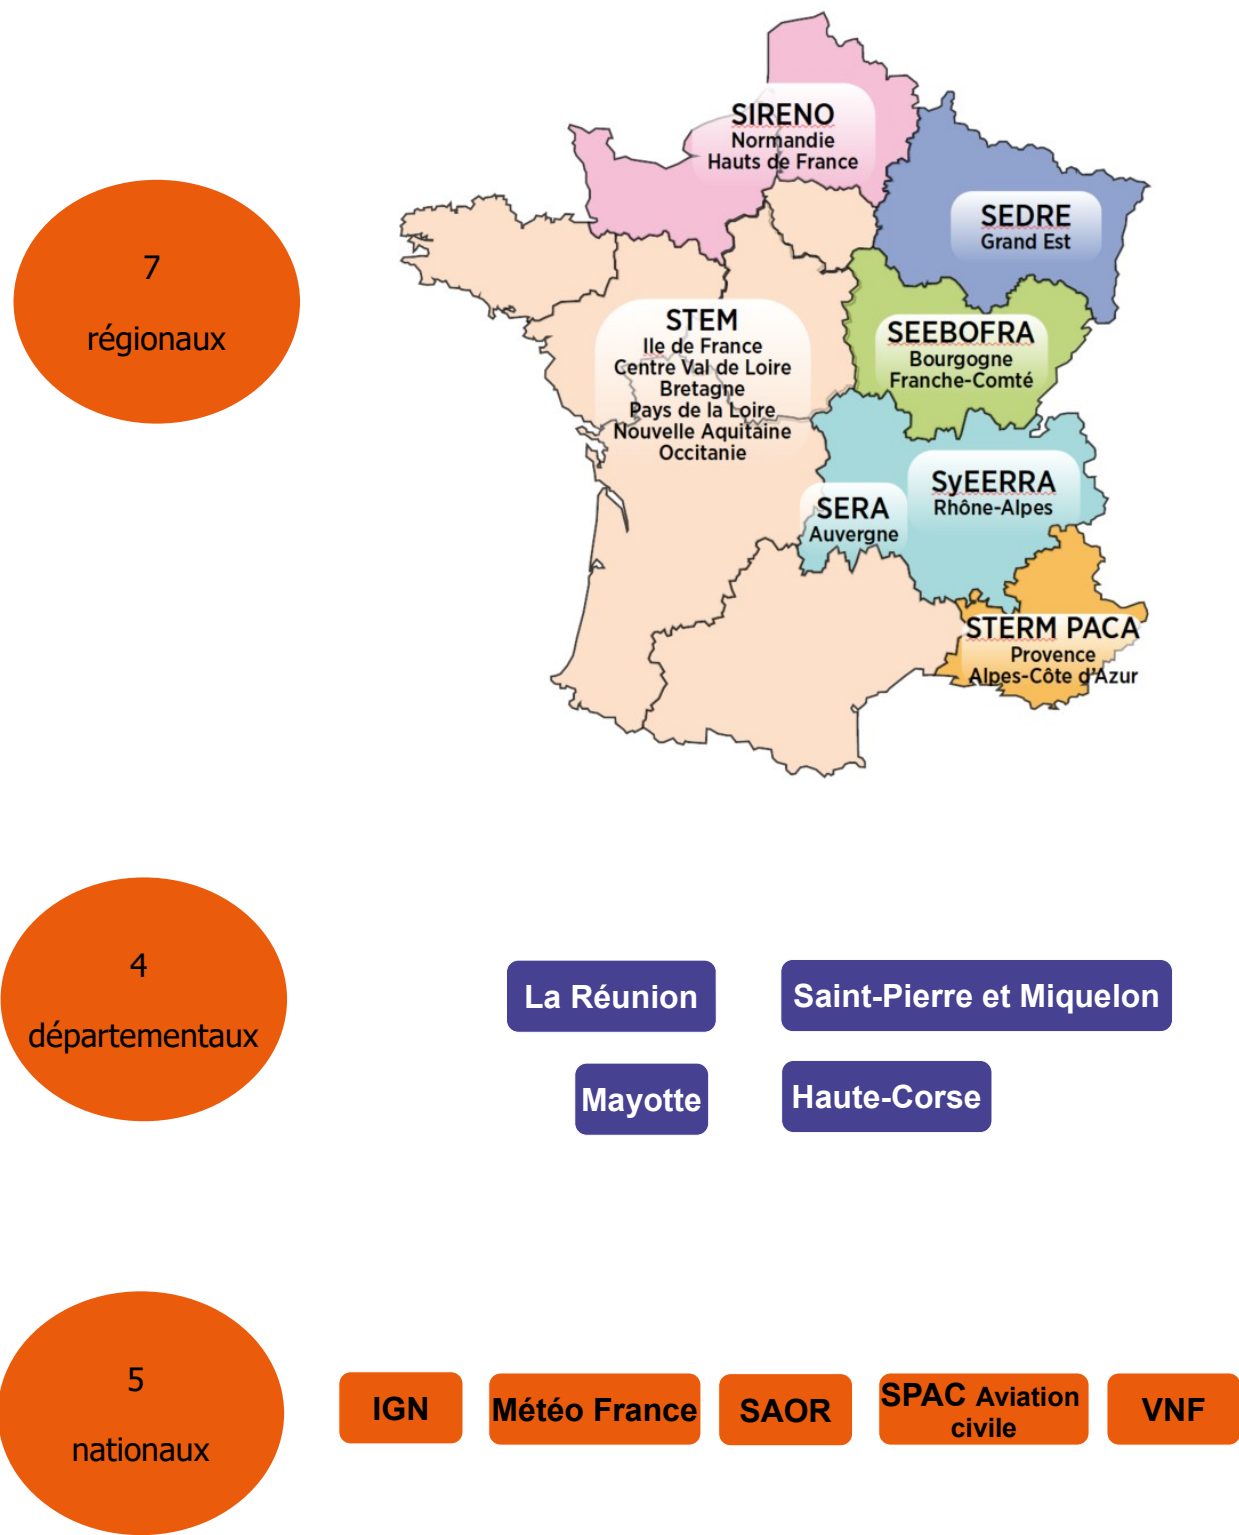 7
régionaux
SIRENO
Normandie
Hauts de France
SEDRE
Grand Est
STEM
Ile de France
Centre Val de Loire
Bretagne
Pays de la Loire
Nouvelle Aquitaine
Occitanie
SEEBOFRA
Bourgogne
Franche-Comté
SyEERRA
Rhône-Alpes
SERA
Auvergne
STERM PACA
Provence
Alpes-Côte d'Azur
4
départementaux
La Réunion
Saint-Pierre et Miquelon
Mayotte
Haute-Corse
5
nationaux
IGN
Météo France
SAOR
SPAC Aviation
civile
VNF